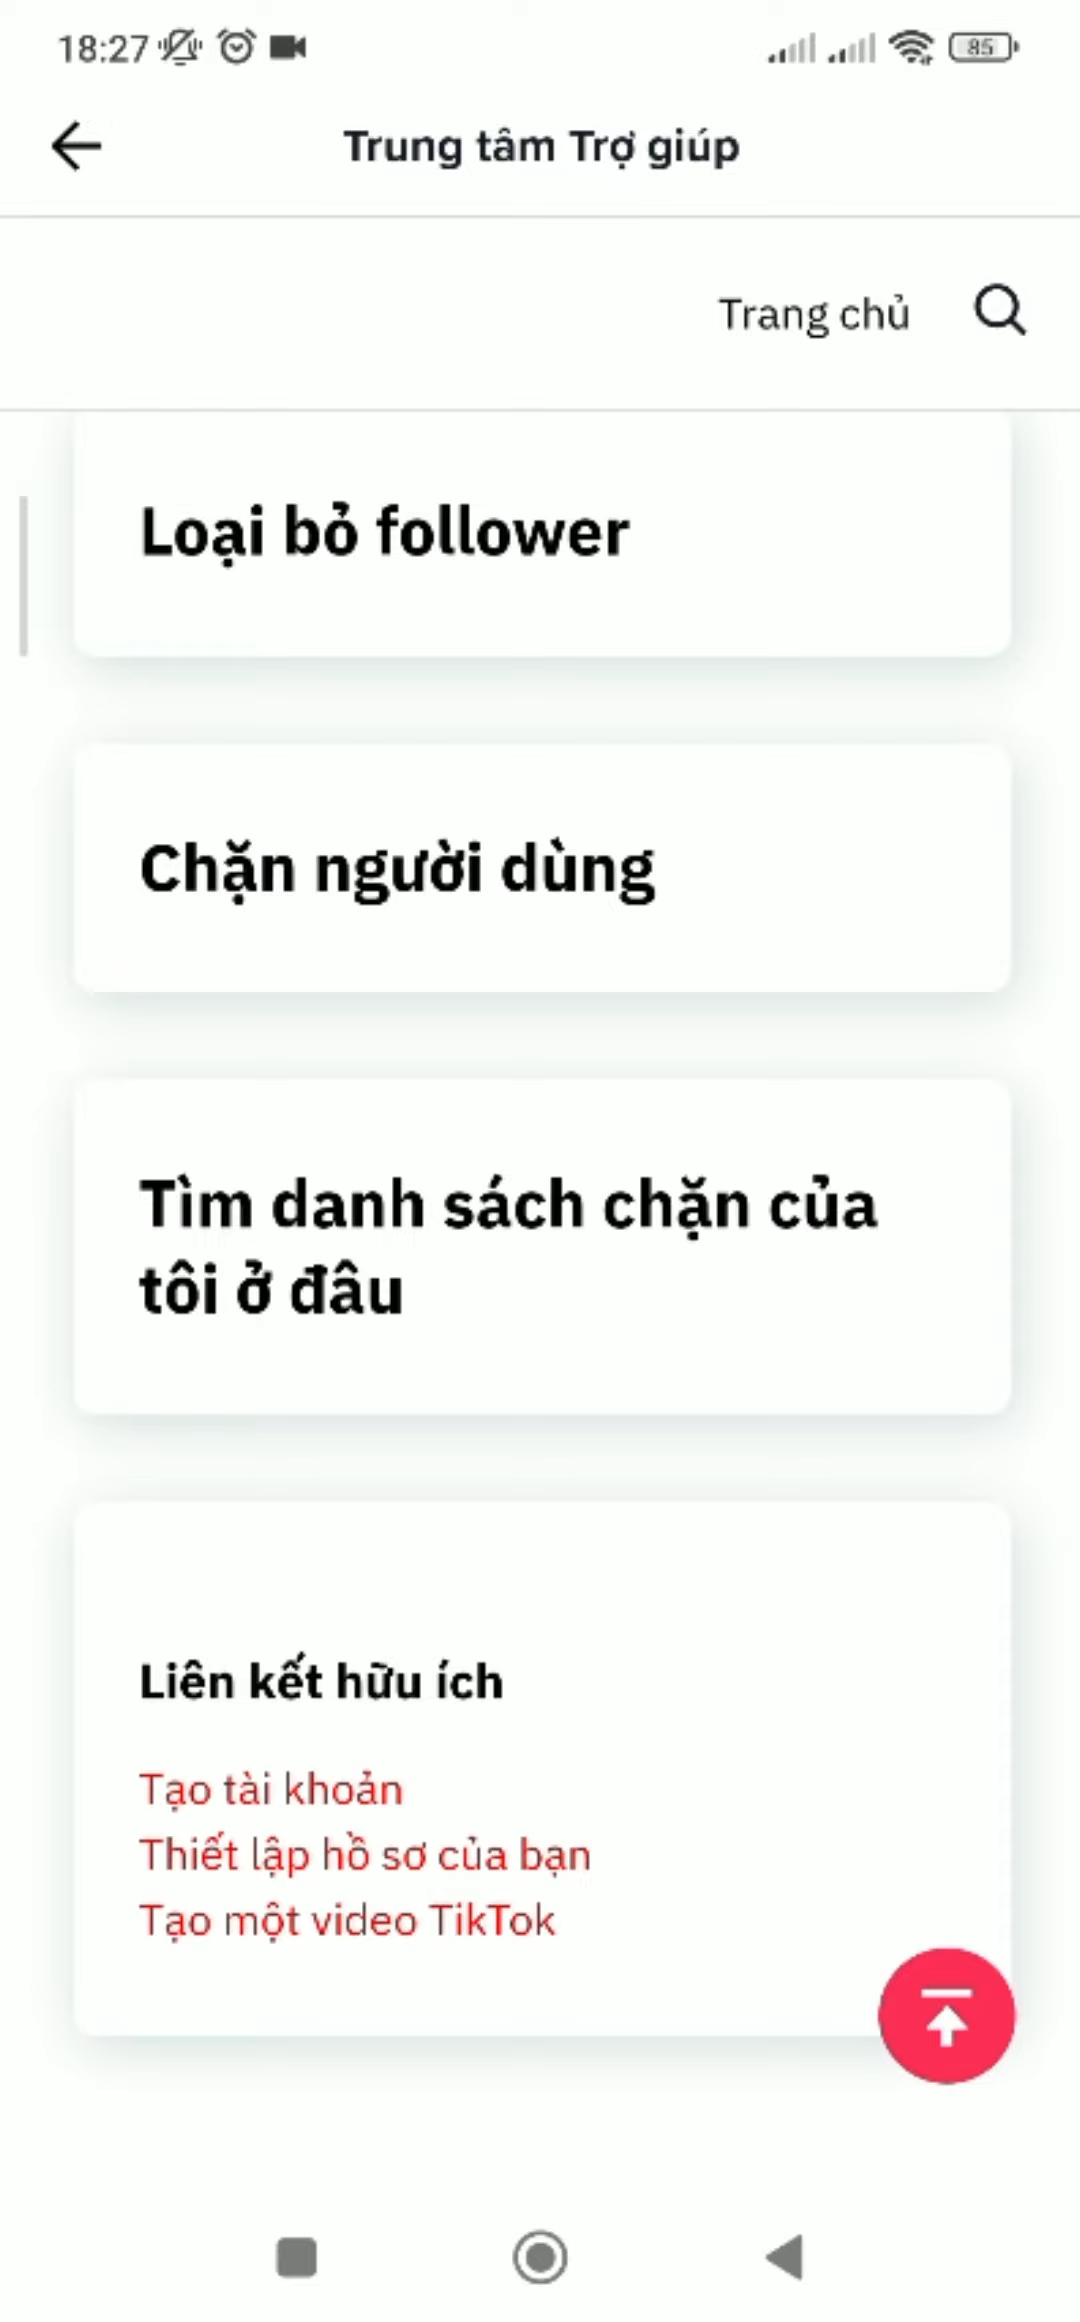 18:27
85
Trung tâm Trợ giúp
Trang chủ
Loại bỏ follower
Chặn người dùng
Tìm danh sách chặn của
tôi ở đâu
Liên kết hữu ích
Tạo tài khoản
Thiết lập hồ sơ của bạn
Tạo một video TikTok